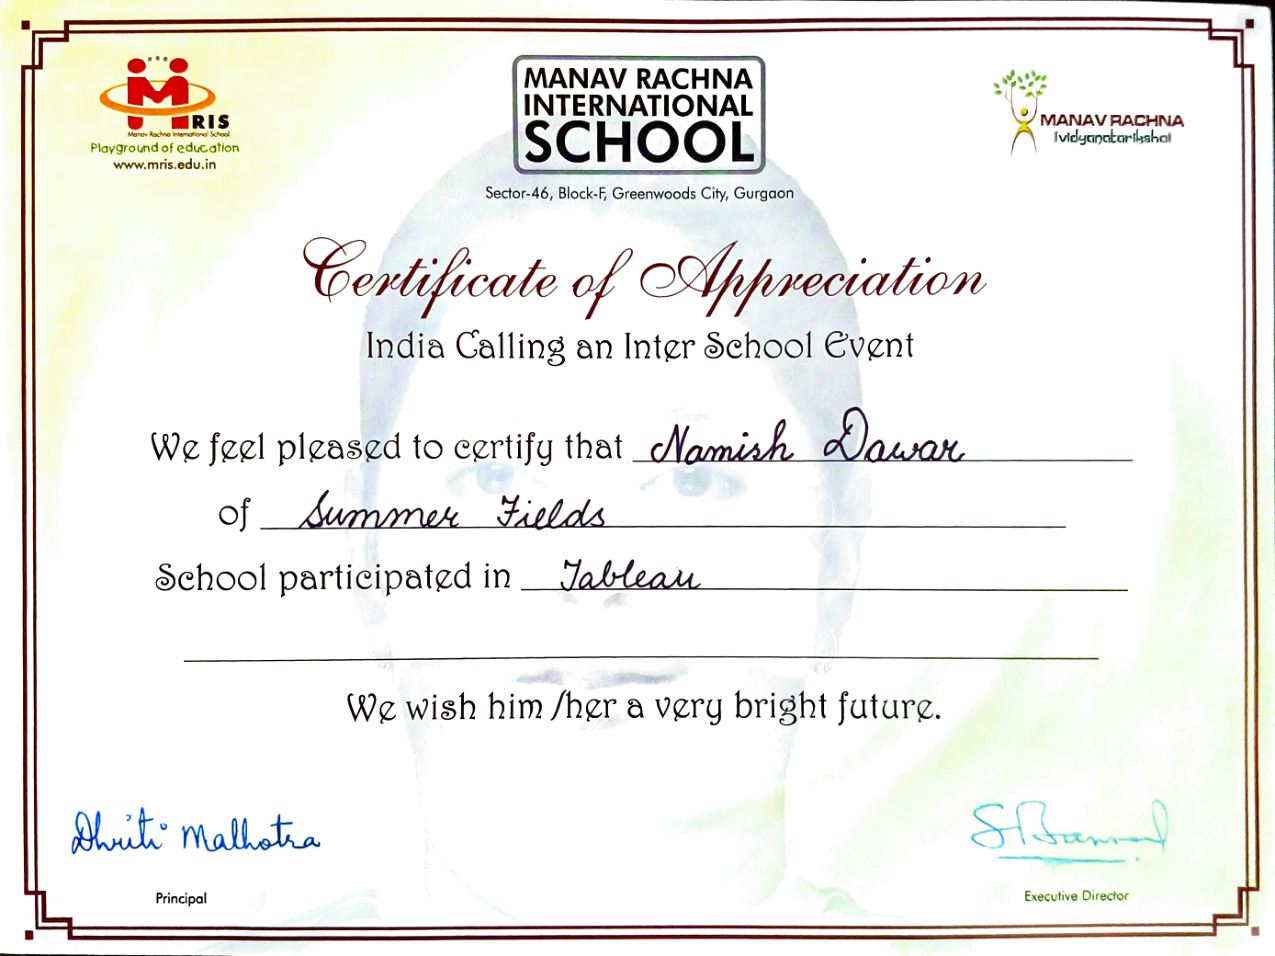 MRIS
Manav Rachna International School
Playground of education
www.mris.edu.in
MANAV RACHNA
INTERNATIONAL
SCHOOL
Sector-46, Block-F, Greenwoods City, Gurgaon
MANAV RACHNA
vidyanatarikshal
Certificate of Appreciation
India Calling an Inter School Event
We feel pleased to certify that Namish Dawar
of Summer Fields
School participated in Tableau
We wish him /her a very bright future.
Dhriti Malhotra
Principal
Executive Director